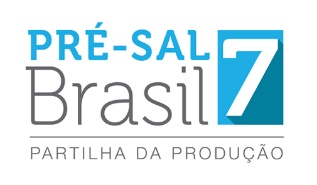 PRÉ-SAL
Brasil 7
PARTILHA DA PRODUÇÃO